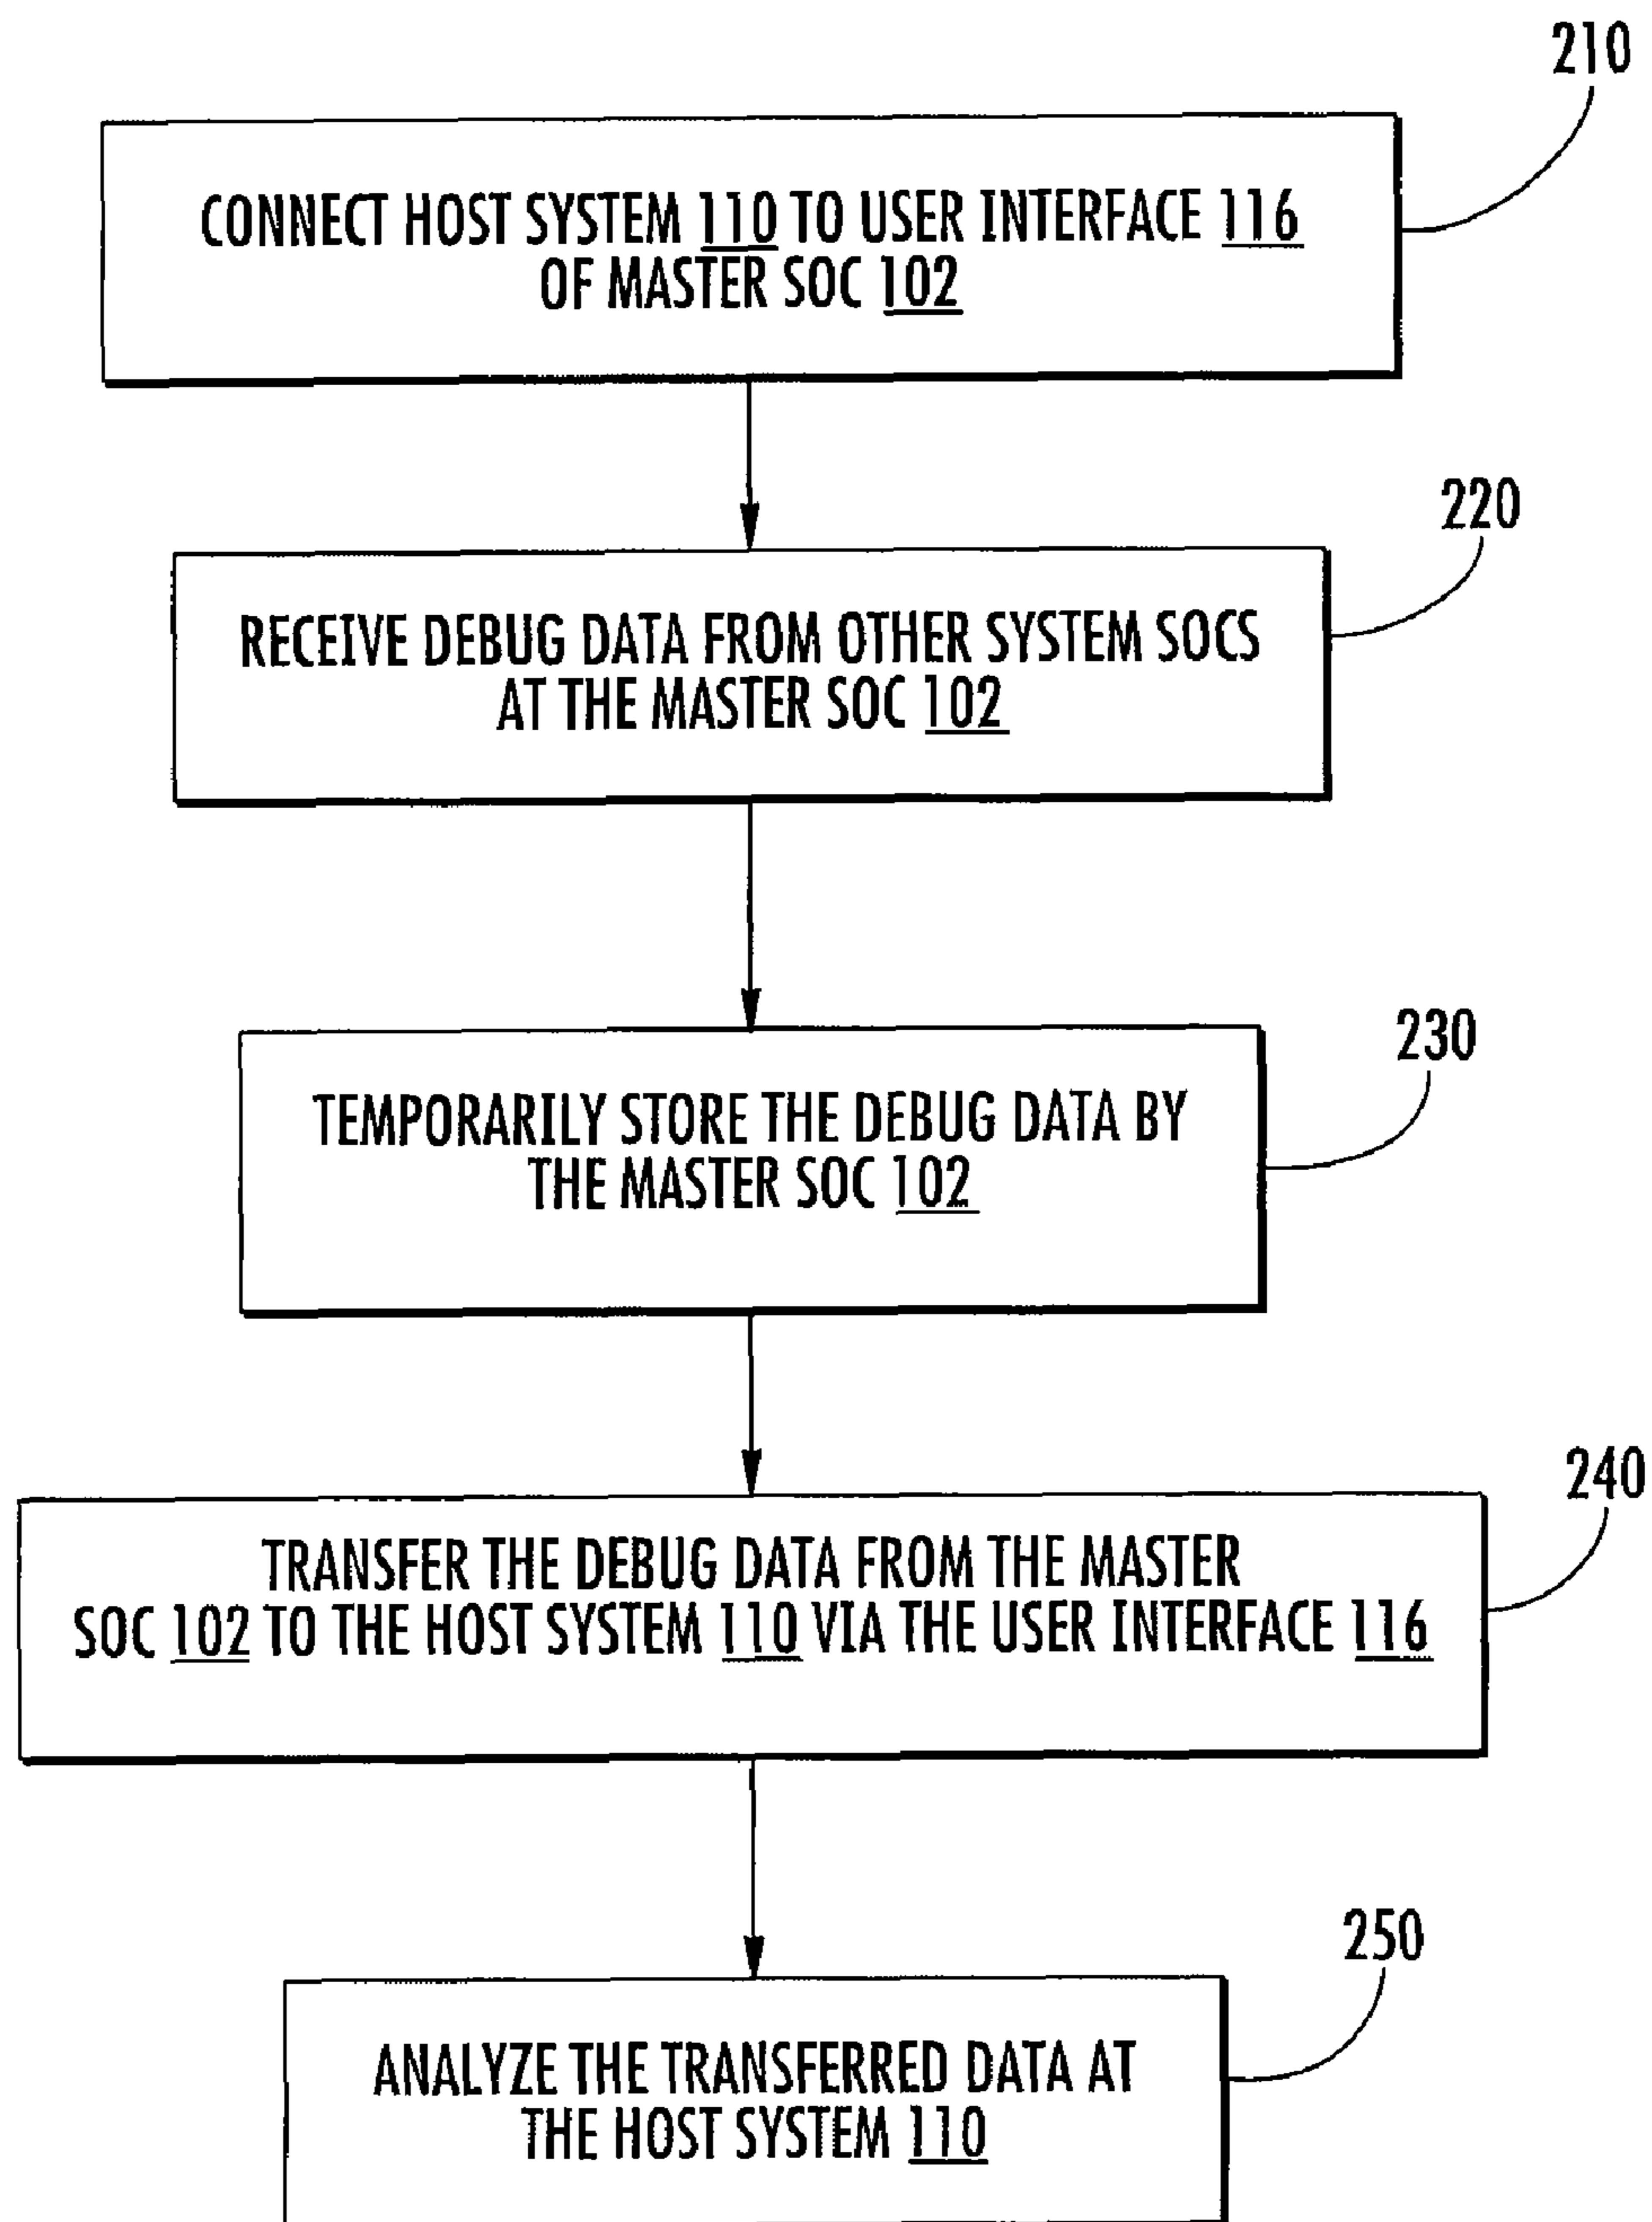 210
CONNECT HOST SYSTEM 110 TO USER INTERFACE 116
OF MASTER SOC 102
220
RECEIVE DEBUG DATA FROM OTHER SYSTEM SOCS
AT THE MASTER SOC 102
230
TEMPORARILY STORE THE DEBUG DATA BY
THE MASTER SOC 102
240
TRANSFER THE DEBUG DATA FROM THE MASTER
SOC 102 TO THE HOST SYSTEM 110 VIA THE USER INTERFACE 116
250
ANALYZE THE TRANSFERRED DATA AT
THE HOST SYSTEM 110